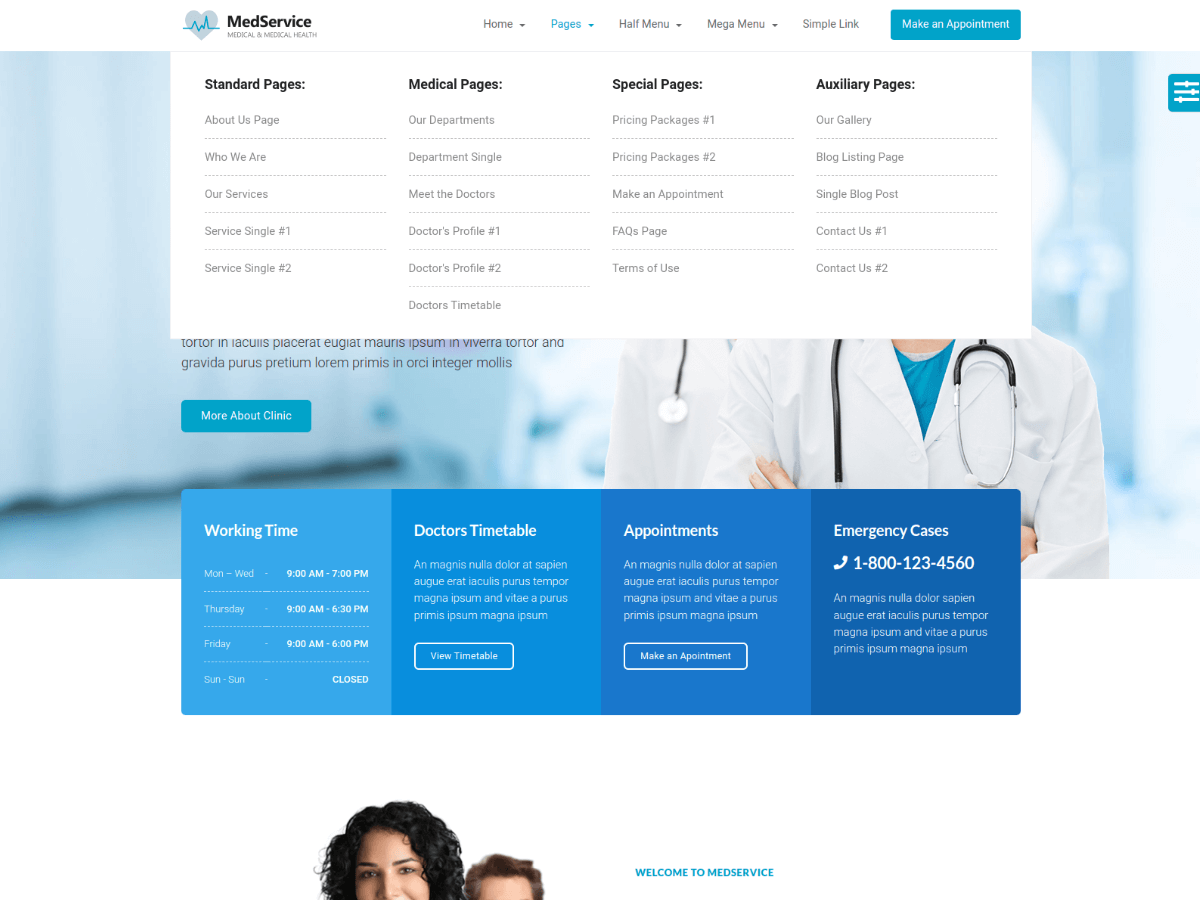 MedService
MEDICAL & MEDICAL HEALTH
Home
Pages
Half Menu
Mega Menu
Simple Link
Make an Appointment
Standard Pages:
About Us Page
Who We Are
Our Services
Service Single #1
Service Single #2
Medical Pages:
Our Departments
Department Single
Meet the Doctors
Doctor's Profile #1
Doctor's Profile #2
Doctors Timetable
Special Pages:
Pricing Packages #1
Pricing Packages #2
Make an Appointment
FAQs Page
Terms of Use
Auxiliary Pages:
Our Gallery
Blog Listing Page
Single Blog Post
Contact Us #1
Contact Us #2
tortor in iaculis placerat eugiat mauris ipsum in viverra tortor and
gravida purus pretium lorem primis in orci integer mollis
More About Clinic
Working Time
Mon – Wed - 9:00 AM - 7:00 PM
Thursday - 9:00 AM - 6:30 PM
Friday - 9:00 AM - 6:00 PM
Sun - Sun - CLOSED
Doctors Timetable
An magnis nulla dolor at sapien
augue erat iaculis purus tempor
magna ipsum and vitae a purus
primis ipsum magna ipsum
View Timetable
Appointments
An magnis nulla dolor at sapien
augue erat iaculis purus tempor
magna ipsum and vitae a purus
primis ipsum magna ipsum
Make an Apointment
Emergency Cases
1-800-123-4560
An magnis nulla dolor sapien
augue erat iaculis purus tempor
magna ipsum and vitae a purus
primis ipsum magna ipsum
WELCOME TO MEDSERVICE